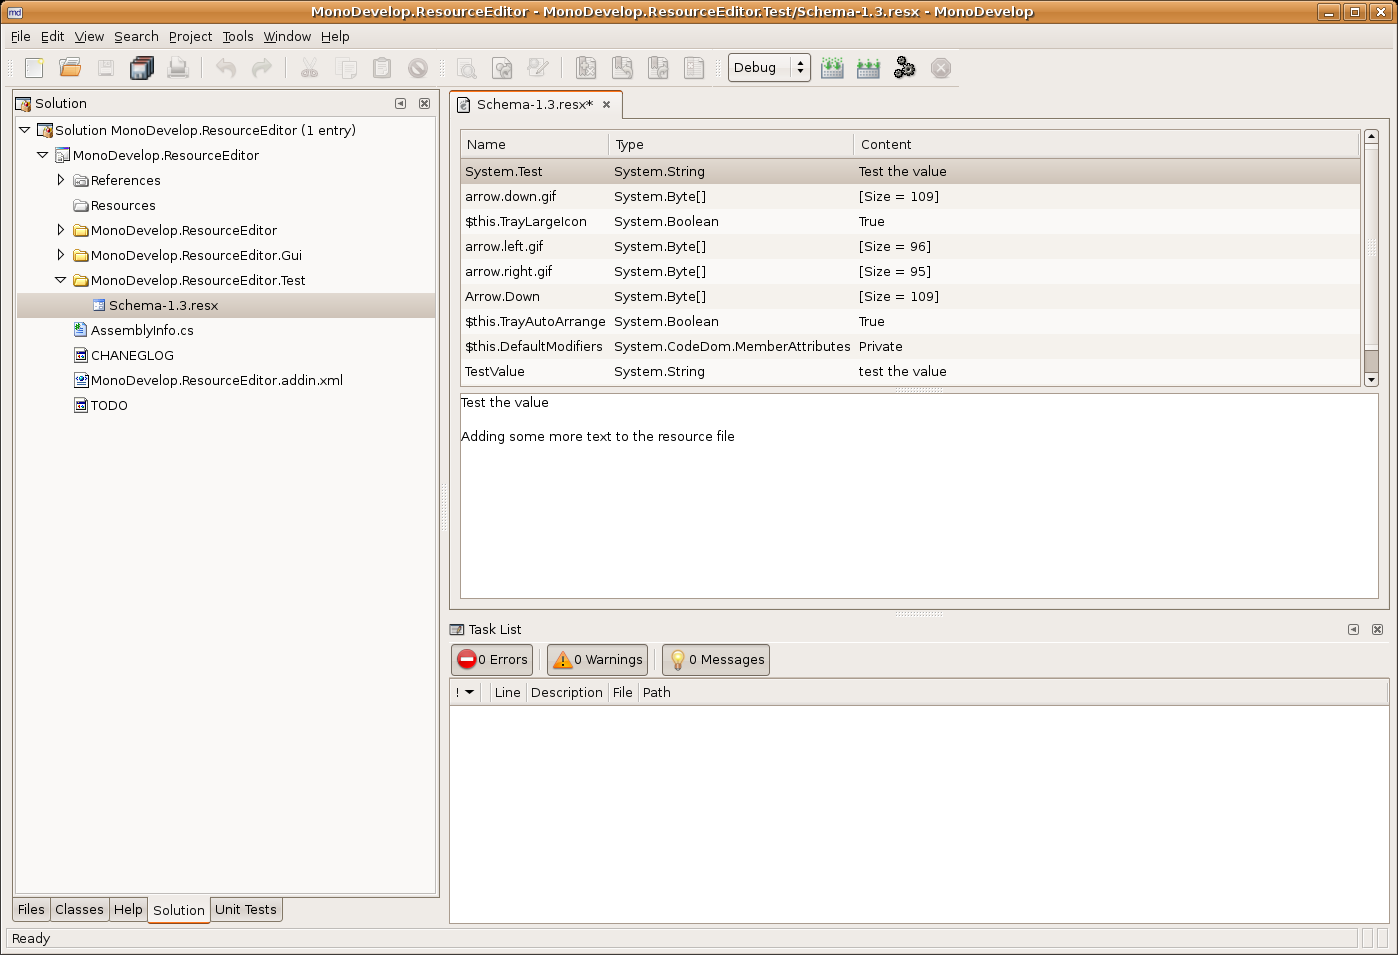 MonoDevelop.ResourceEditor - MonoDevelop.ResourceEditor.Test/Schema-1.3.resx - MonoDevelop
File Edit View Search Project Tools Window Help
Debug
Solution
Solution MonoDevelop.ResourceEditor (1 entry)
MonoDevelop.ResourceEditor
References
Resources
MonoDevelop.ResourceEditor
MonoDevelop.ResourceEditor.Gui
MonoDevelop.ResourceEditor.Test
Schema-1.3.resx
AssemblyInfo.cs
CHANEGLOG
MonoDevelop.ResourceEditor.addin.xml
TODO
Files Classes Help Solution Unit Tests
Schema-1.3.resx*
Name Type Content
System.Test System.String Test the value
arrow.down.gif System.Byte[] [Size = 109]
$this.TrayLargeIcon System.Boolean True
arrow.left.gif System.Byte[] [Size = 96]
arrow.right.gif System.Byte[] [Size = 95]
Arrow.Down System.Byte[] [Size = 109]
$this.TrayAutoArrange System.Boolean True
$this.DefaultModifiers System.CodeDom.MemberAttributes Private
TestValue System.String test the value
Test the value
Adding some more text to the resource file
Task List
0 Errors 0 Warnings 0 Messages
! Line Description File Path
Ready